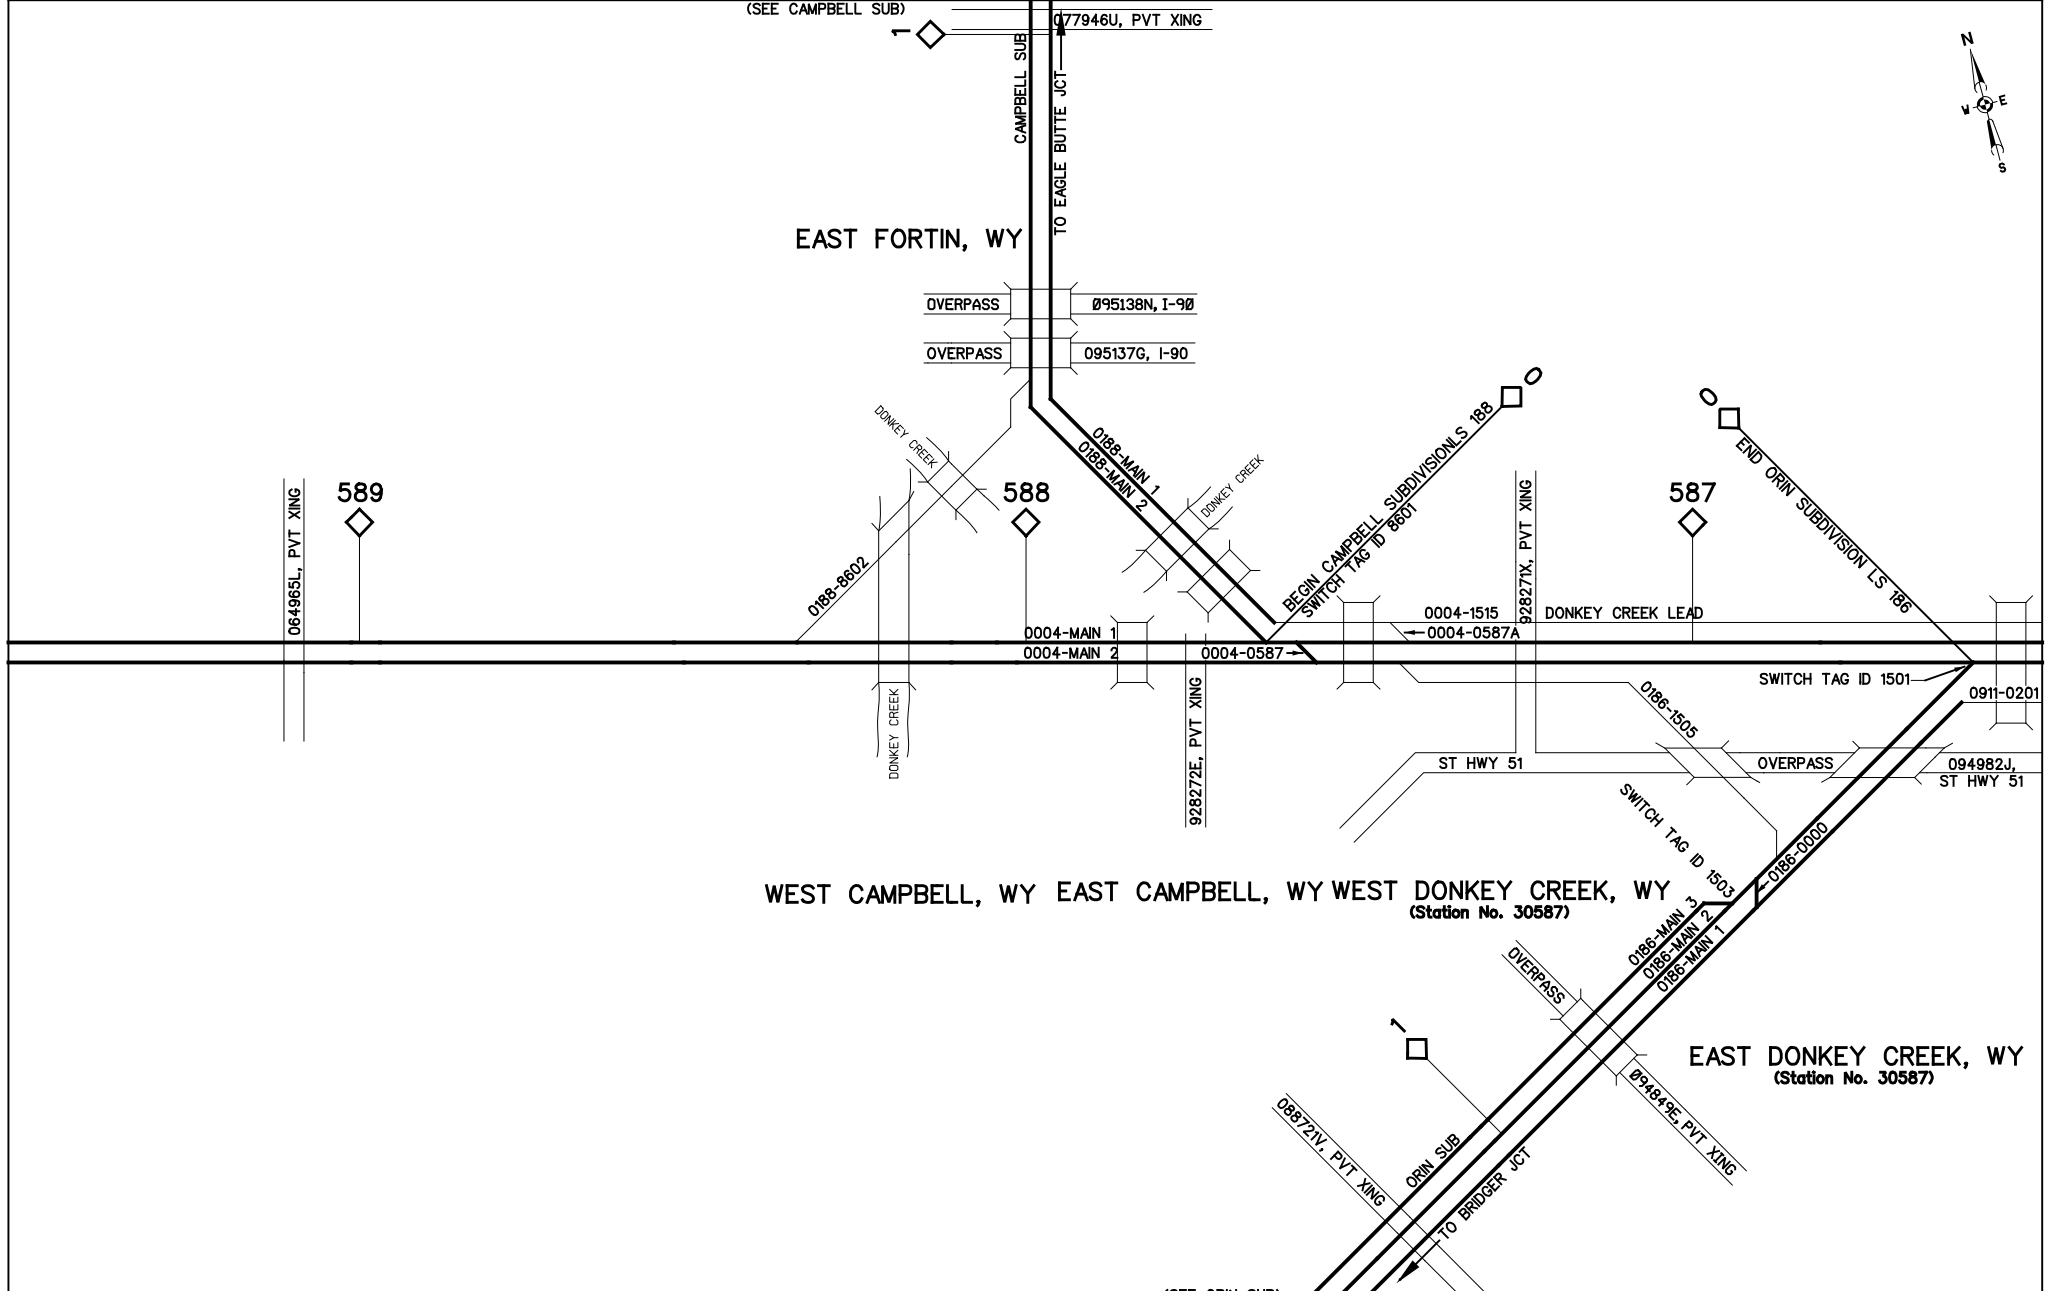 (SEE CAMPBELL SUB)
1
077946U, PVT XING
CAMPBELL SUB
TO EAGLE BUTTE JCT
N
W
E
S
EAST FORTIN, WY
OVERPASS
Ø95138N, I-9Ø
OVERPASS
095137G, I-90
DONKEY CREEK
0188-MAIN 1
0188-MAIN 2
DONKEY CREEK
BEGIN CAMPBELL SUBDIVISIONLS 188
SWITCH TAG ID 8601
0
0
END ORIN SUBDIVISION LS 186
064965L, PVT XING
589
588
587
928271X, PVT XING
0188-8602
0004-1515
DONKEY CREEK LEAD
0004-MAIN 1
0004-0587A
0004-MAIN 2
0004-0587
SWITCH TAG ID 1501
0911-0201
DONKEY CREEK
928272E, PVT XING
0186-1505
ST HWY 51
OVERPASS
094982J,
ST HWY 51
SWITCH TAG ID 1503
0186-0000
WEST CAMPBELL, WY
EAST CAMPBELL, WY
WEST DONKEY CREEK, WY
(Station No. 30587)
0186-MAIN 3
0186-MAIN 2
0186-MAIN 1
OVERPASS
Ø94849E, PVT XING
1
EAST DONKEY CREEK, WY
(Station No. 30587)
088721V, PVT XING
ORIN SUB
TO BRIDGER JCT